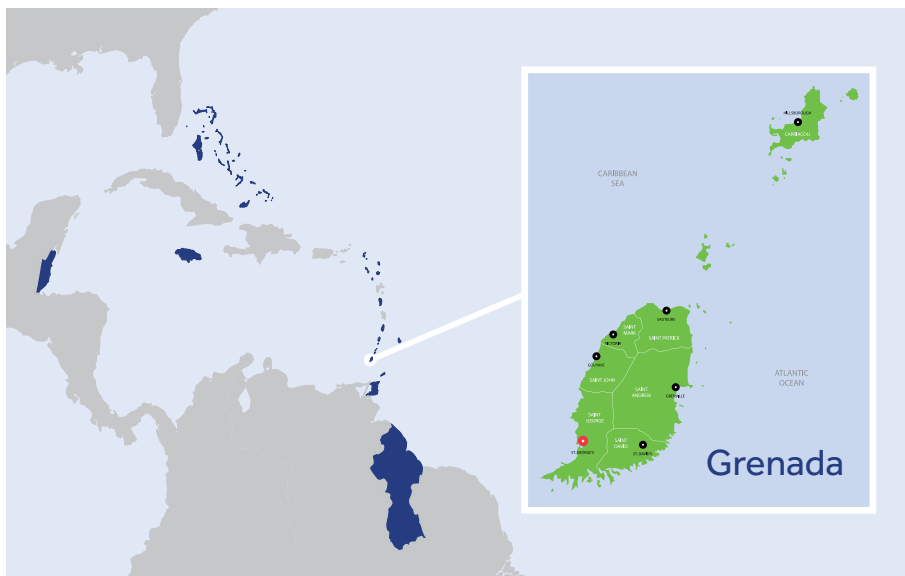 HILLSBOROUGH
CARRIACOU
CARIBBEAN
SEA
SAUTEURS
SAINT
MARK
SAINT PATRICK
VICTORIA
GOUYAVE
SAINT JOHN
SAINT
ANDREW
GRENVILLE
ATLANTIC
OCEAN
SAINT
GEORGE
SAINT
DAVID
ST. GEORGE'S
ST. DAVID'S
Grenada